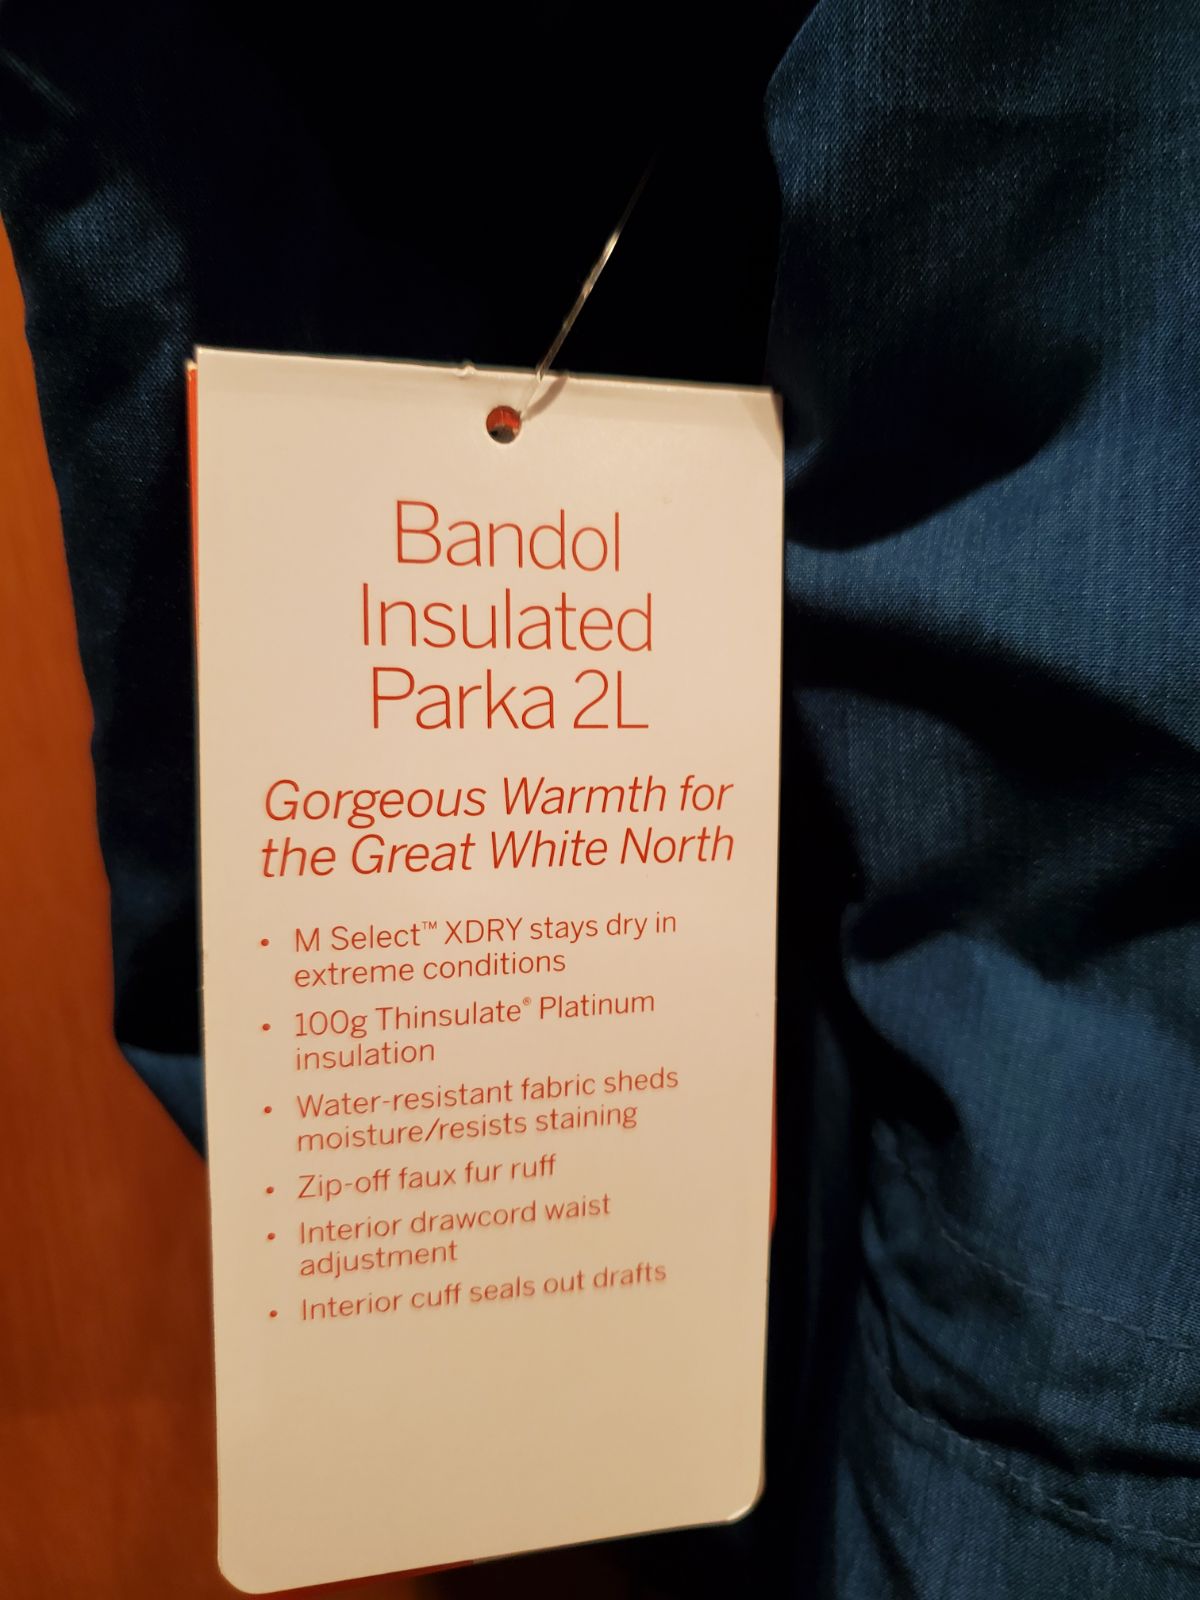 Bandol
Insulated
Parka 2L
Gorgeous Warmth for
the Great White North
• M Select™ XDRY stays dry in
extreme conditions
• 100g Thinsulate® Platinum
insulation
• Water-resistant fabric sheds
moisture/resists staining
• Zip-off faux fur ruff
• Interior drawcord waist
adjustment
• Interior cuff seals out drafts